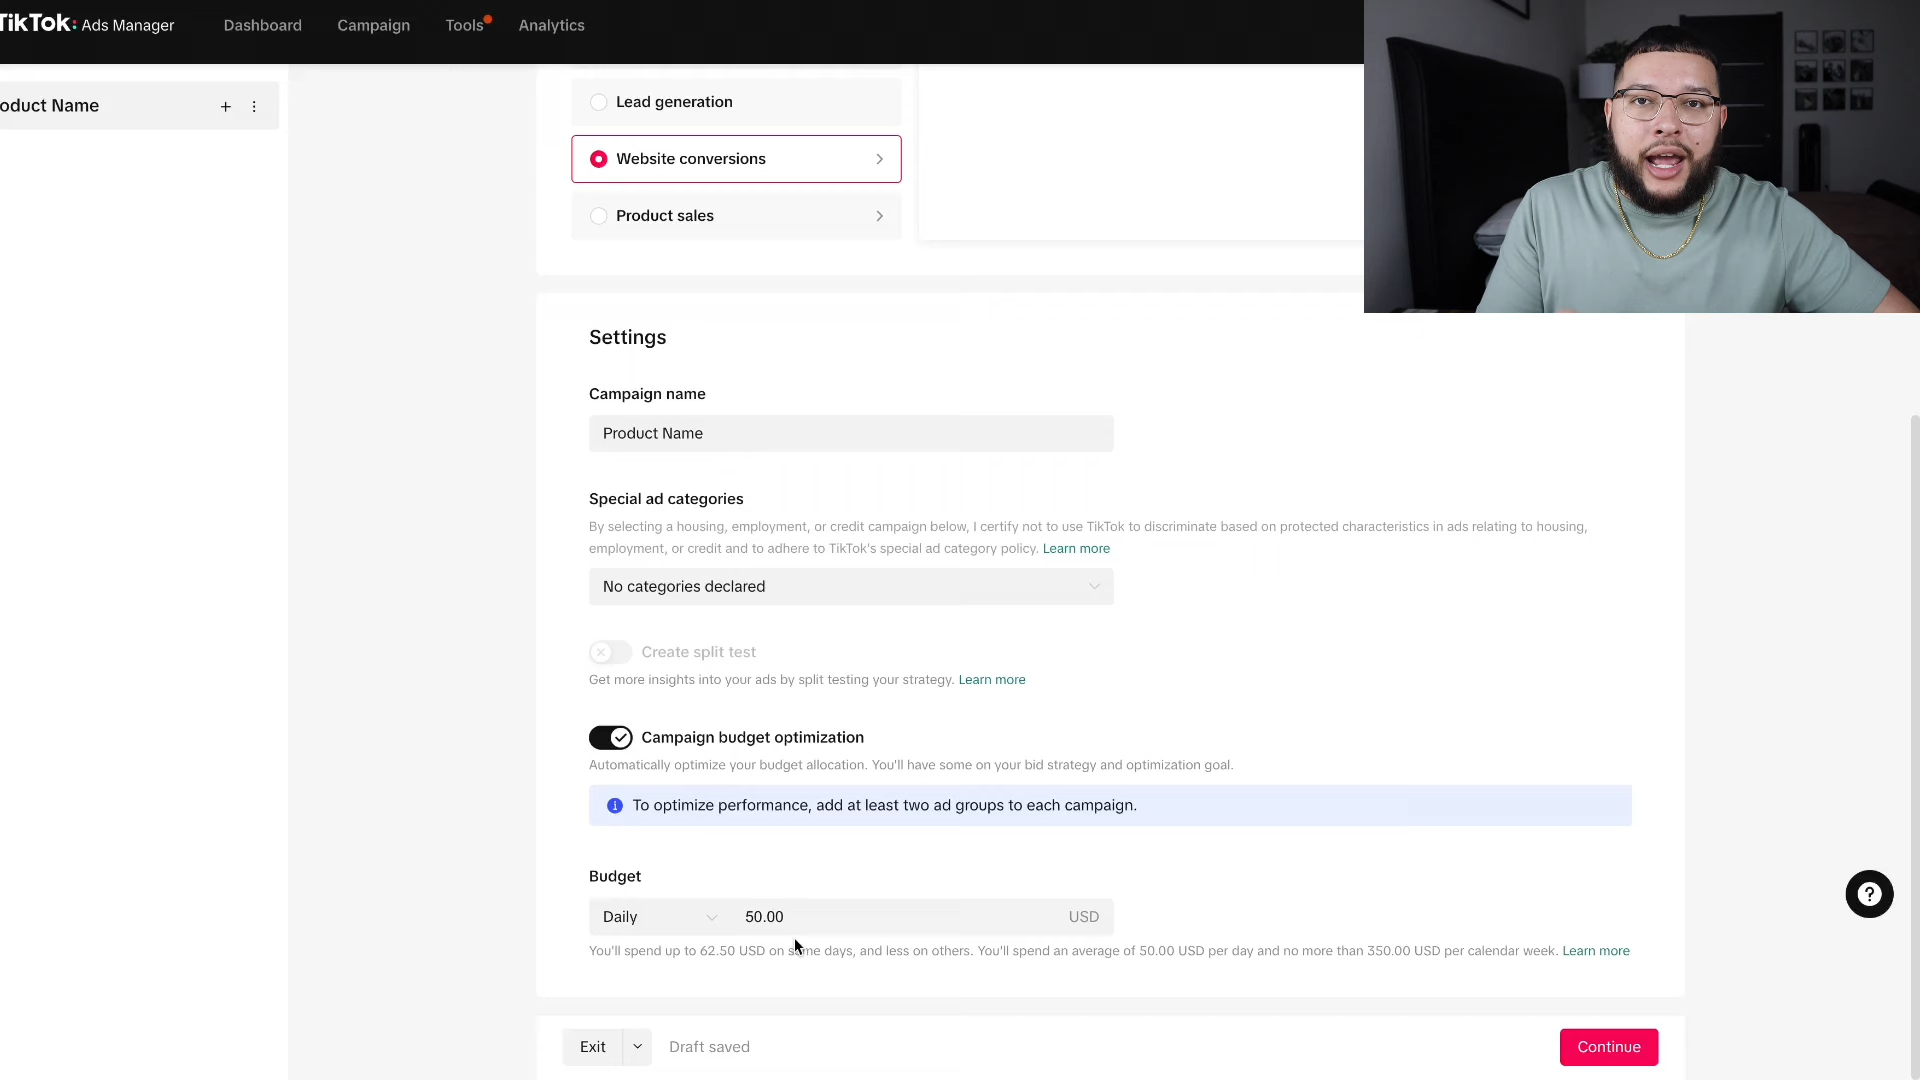 TikTok: Ads Manager
Dashboard
Campaign
Tools
Analytics
oduct Name
Lead generation
Website conversions
Product sales
Settings
Campaign name
Product Name
Special ad categories
By selecting a housing, employment, or credit campaign below, I certify not to use TikTok to discriminate based on protected characteristics in ads relating to housing,
employment, or credit and to adhere to TikTok's special ad category policy. Learn more
No categories declared
Create split test
Get more insights into your ads by split testing your strategy. Learn more
Campaign budget optimization
Automatically optimize your budget allocation. You'll have some on your bid strategy and optimization goal.
To optimize performance, add at least two ad groups to each campaign.
Budget
Daily 50.00 USD
You'll spend up to 62.50 USD on some days, and less on others. You'll spend an average of 50.00 USD per day and no more than 350.00 USD per calendar week. Learn more
Exit
Draft saved
Continue